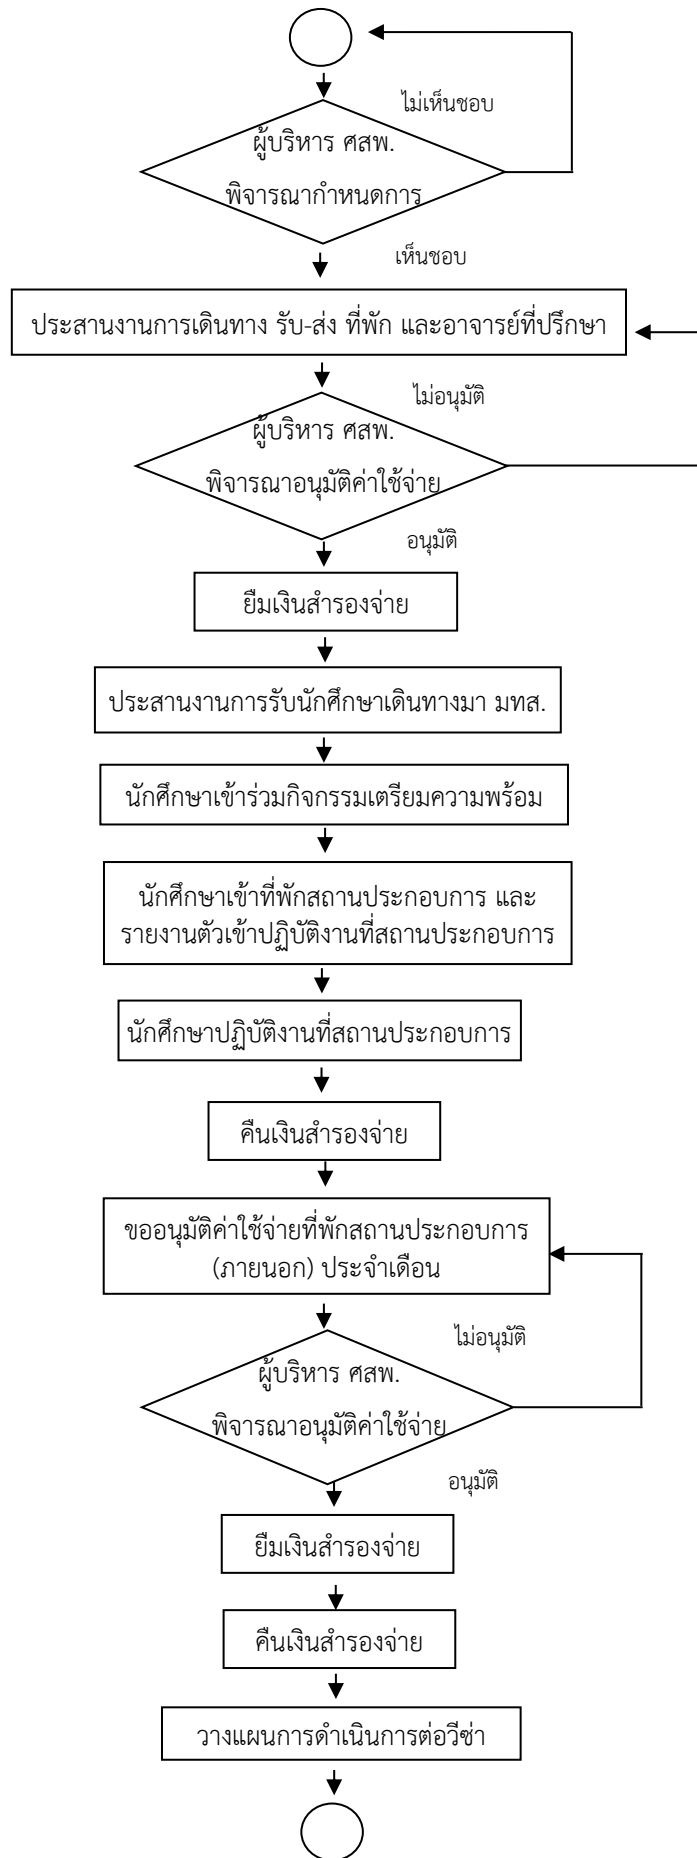 ไม่เห็นชอบ
ผู้บริหาร ศสพ.
พิจารณากำหนดการ
เห็นชอบ
ประสานงานการเดินทาง รับ-ส่ง ที่พัก และอาจารย์ที่ปรึกษา
ไม่อนุมัติ
ผู้บริหาร ศสพ.
พิจารณาอนุมัติค่าใช้จ่าย
อนุมัติ
ยืมเงินสำรองจ่าย
ประสานงานการรับนักศึกษาเดินทางมา มทส.
นักศึกษาเข้าร่วมกิจกรรมเตรียมความพร้อม
นักศึกษาเข้าที่พักสถานประกอบการ และ
รายงานตัวเข้าปฏิบัติงานที่สถานประกอบการ
นักศึกษาปฏิบัติงานที่สถานประกอบการ
คืนเงินสำรองจ่าย
ขออนุมัติค่าใช้จ่ายที่พักสถานประกอบการ
(ภายนอก) ประจำเดือน
ไม่อนุมัติ
ผู้บริหาร ศสพ.
พิจารณาอนุมัติค่าใช้จ่าย
อนุมัติ
ยืมเงินสำรองจ่าย
คืนเงินสำรองจ่าย
วางแผนการดำเนินการต่อวีซ่า